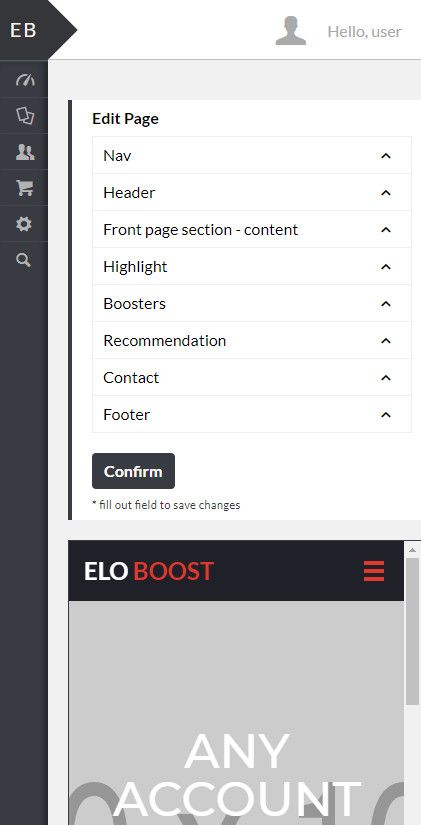 EB
Hello, user
Edit Page
Nav
Header
Front page section - content
Highlight
Boosters
Recommendation
Contact
Footer
Confirm
* fill out field to save changes
ELO BOOST
ANY
ACCOUNT